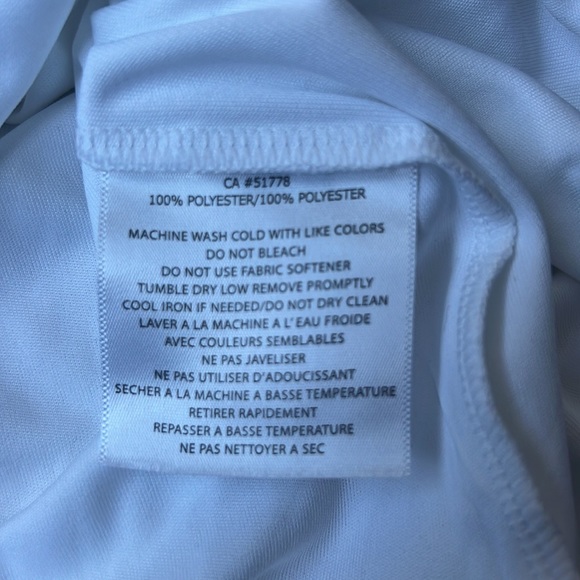 CA #51778
100% POLYESTER/100% POLYESTER
MACHINE WASH COLD WITH LIKE COLORS
DO NOT BLEACH
DO NOT USE FABRIC SOFTENER
TUMBLE DRY LOW REMOVE PROMPTLY
COOL IRON IF NEEDED/DO NOT DRY CLEAN
LAVER A LA MACHINE A L'EAU FROIDE
AVEC COULEURS SEMBLABLES
NE PAS JAVELISER
NE PAS UTILISER D'ADOUCISSANT
SECHER A LA MACHINE A BASSE TEMPERATURE
RETIRER RAPIDEMENT
REPASSER A BASSE TEMPERATURE
NE PAS NETTOYER A SEC